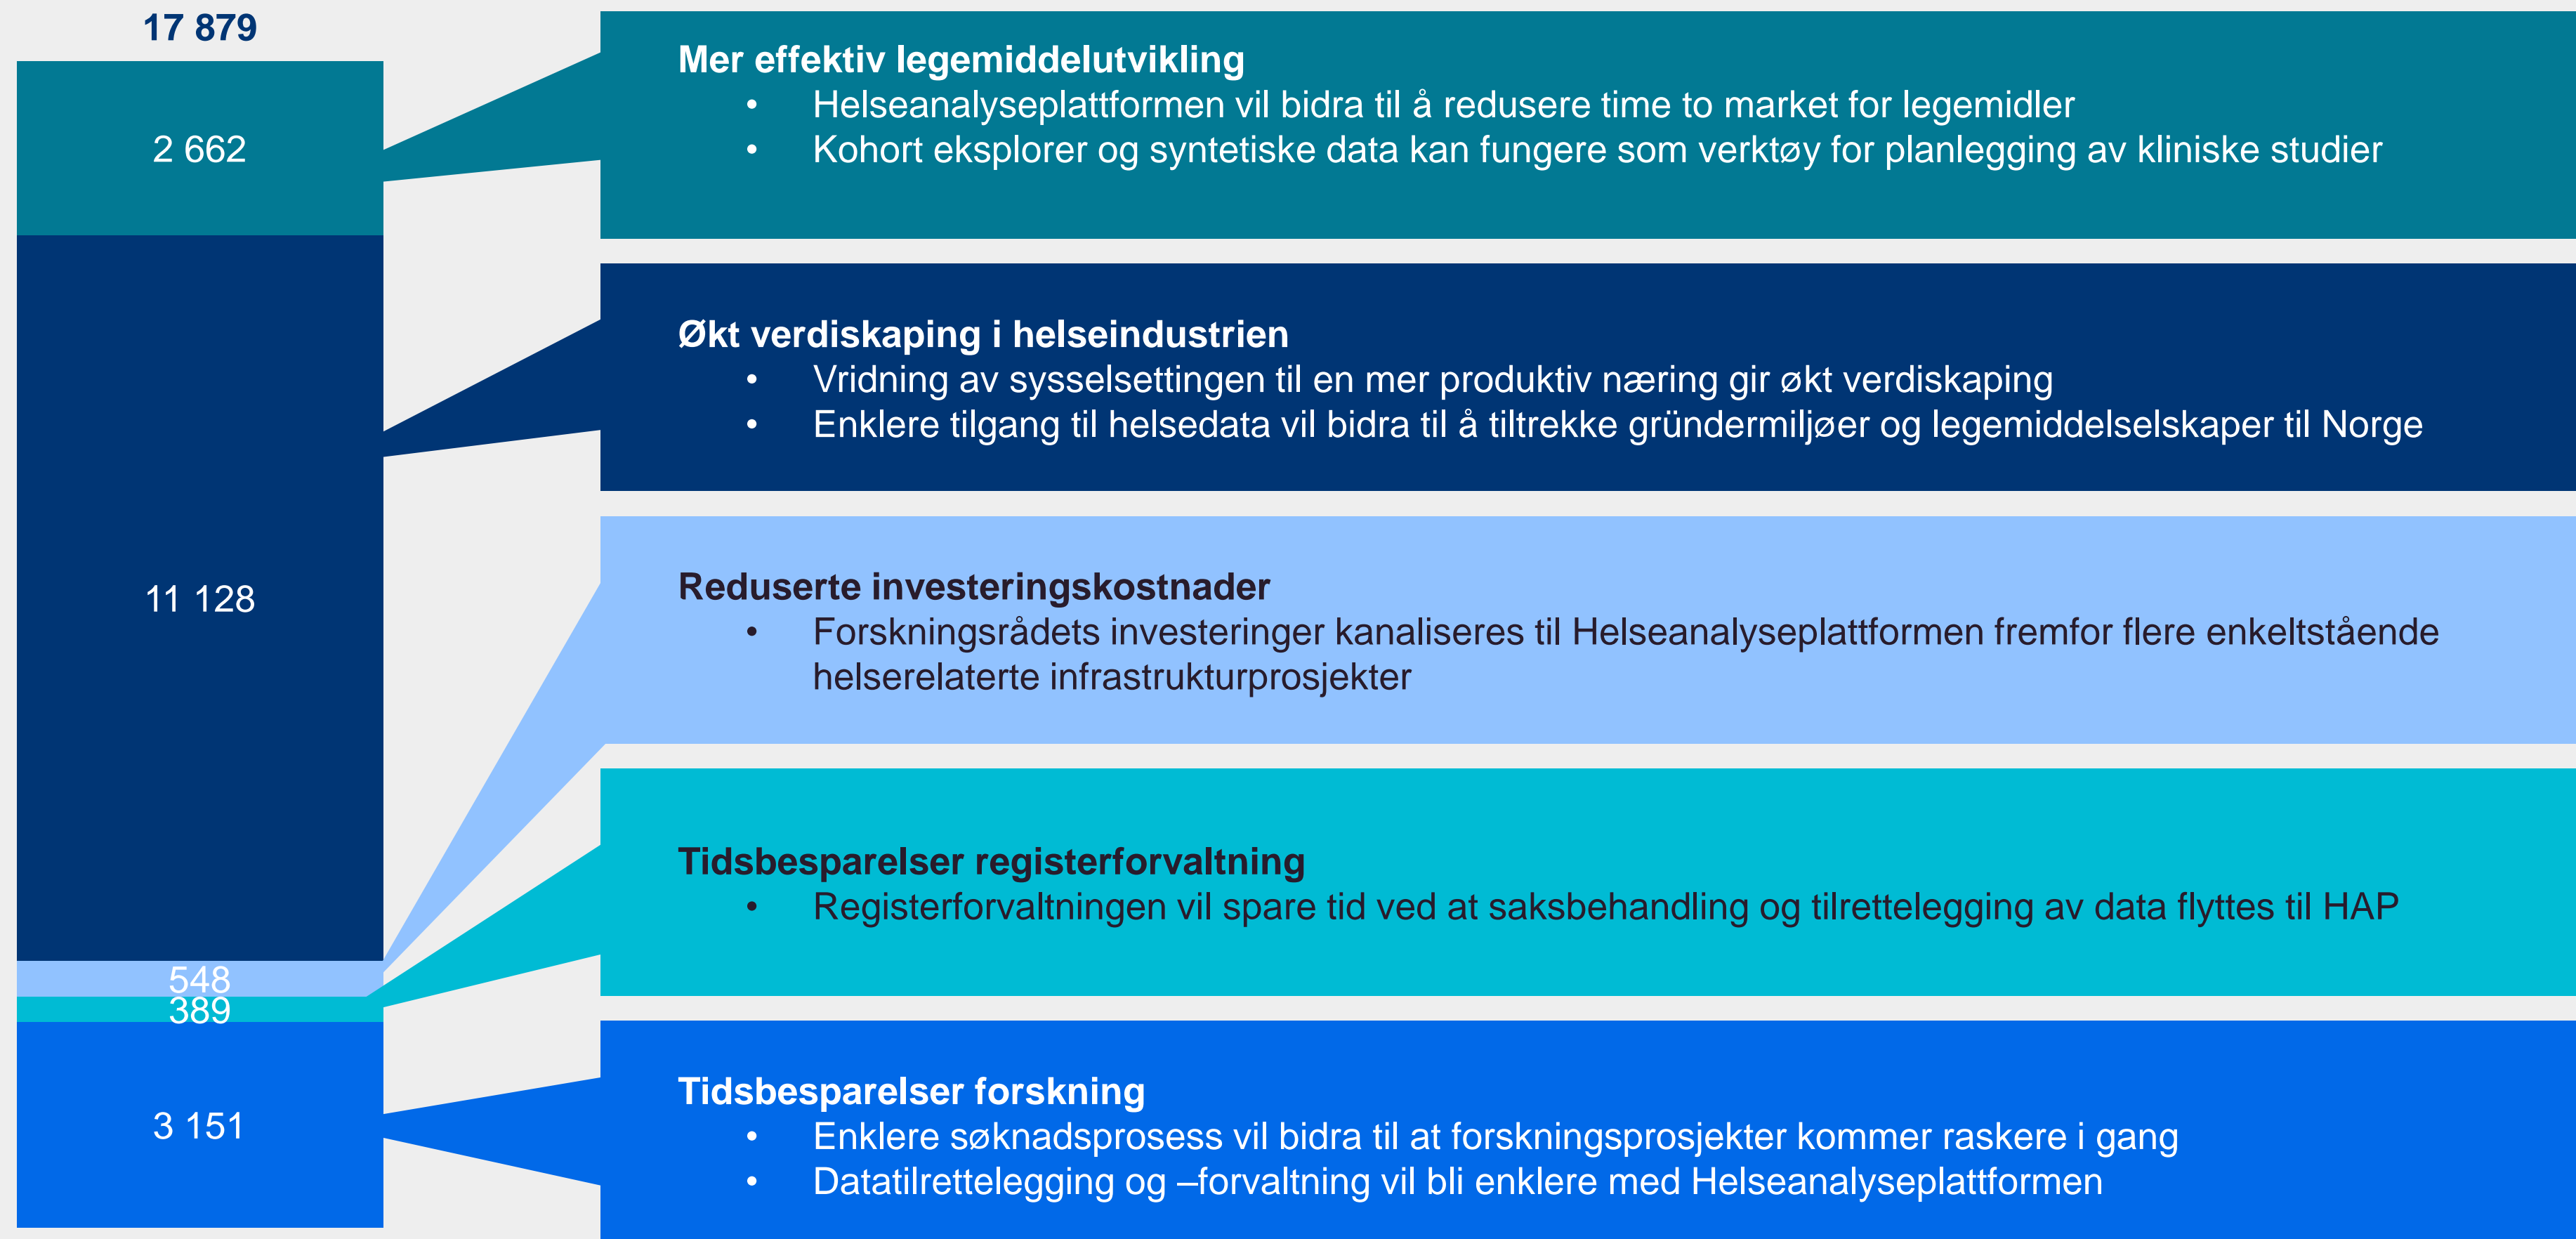 17 879
2 662
11 128
548
389
3 151
Mer effektiv legemiddelutvikling
• Helseanalyseplattformen vil bidra til å redusere time to market for legemidler
• Kohort eksplorer og syntetiske data kan fungere som verktøy for planlegging av kliniske studier
Økt verdiskaping i helseindustrien
• Vridning av sysselsettingen til en mer produktiv næring gir økt verdiskaping
• Enklere tilgang til helsedata vil bidra til å tiltrekke gründermiljøer og legemiddelselskaper til Norge
Reduserte investeringskostnader
• Forskningsrådets investeringer kanaliseres til Helseanalyseplattformen fremfor flere enkeltstående
helserelaterte infrastrukturprosjekter
Tidsbesparelser registerforvaltning
• Registerforvaltningen vil spare tid ved at saksbehandling og tilrettelegging av data flyttes til HAP
Tidsbesparelser forskning
• Enklere søknadsprosess vil bidra til at forskningsprosjekter kommer raskere i gang
• Datatilrettelegging og –forvaltning vil bli enklere med Helseanalyseplattformen